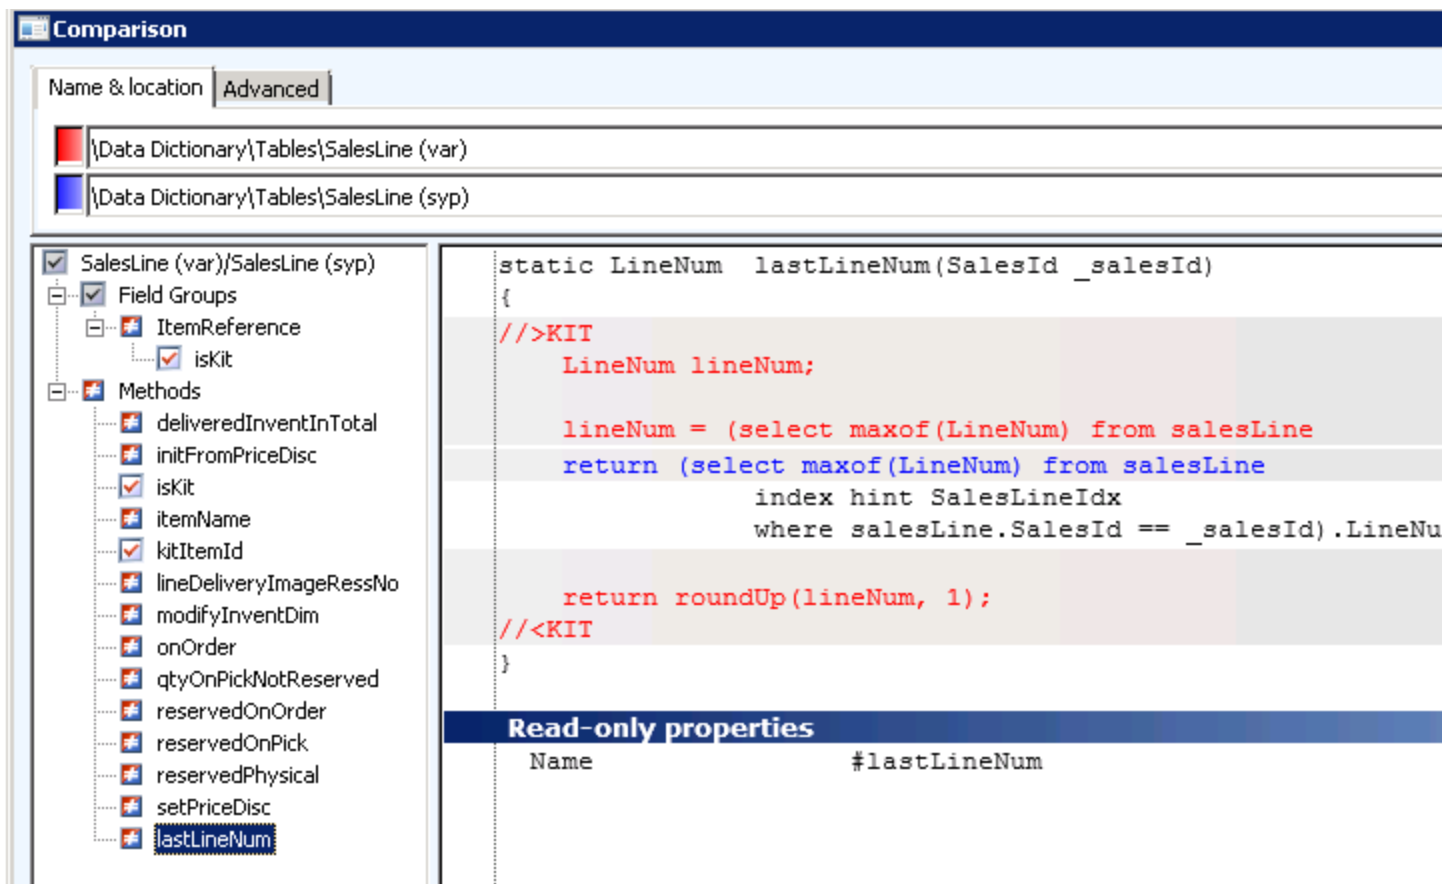 Comparison
Name & location Advanced
\Data Dictionary\Tables\SalesLine (var)
\Data Dictionary\Tables\SalesLine (syp)
SalesLine (var)/SalesLine (syp)
Field Groups
ItemReference
isKit
Methods
deliveredInventInTotal
initFromPriceDisc
isKit
itemName
kitItemId
lineDeliveryImageRessNo
modifyInventDim
onOrder
qtyOnPickNotReserved
reservedOnOrder
reservedOnPick
reservedPhysical
setPriceDisc
lastLineNum
static LineNum  lastLineNum(SalesId _salesId)
{
//>KIT
    LineNum lineNum;
    lineNum = (select maxof(LineNum) from salesLine
    return (select maxof(LineNum) from salesLine
                index hint SalesLineIdx
                where salesLine.SalesId == _salesId).LineNu
    return roundUp(lineNum, 1);
//<KIT
}
Read-only properties
Name #lastLineNum